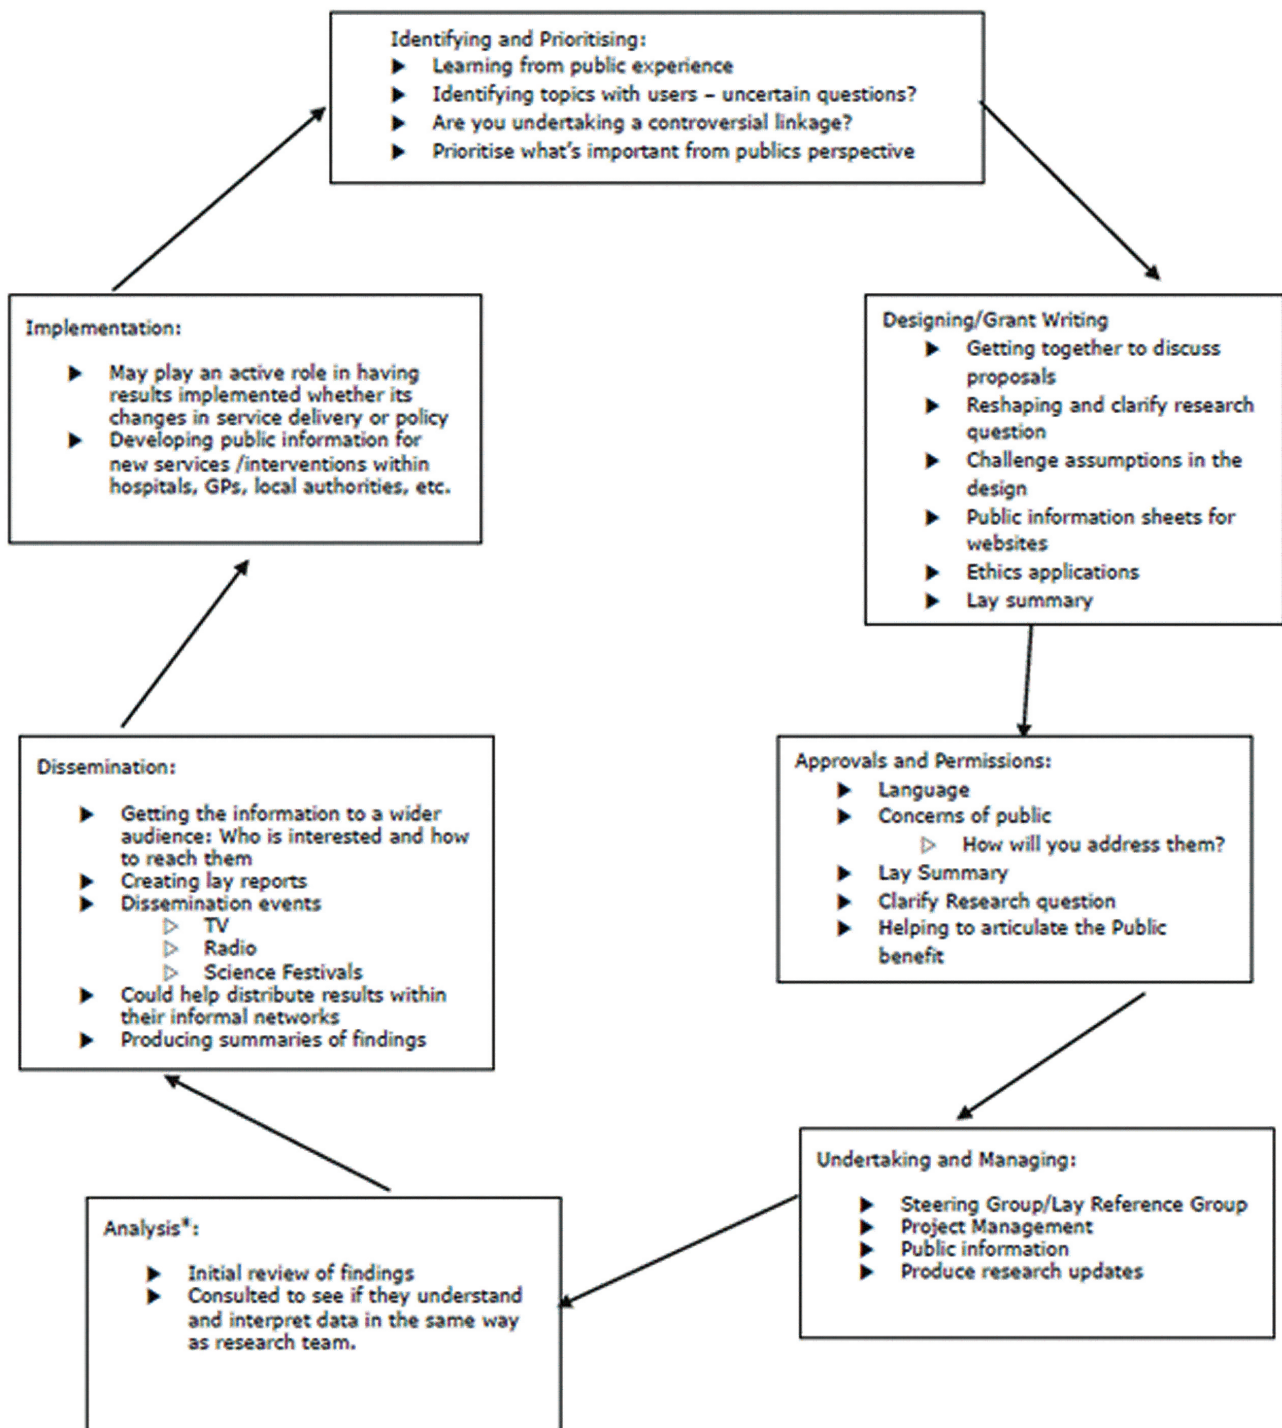 Identifying and Prioritising:
▶ Learning from public experience
▶ Identifying topics with users – uncertain questions?
▶ Are you undertaking a controversial linkage?
▶ Prioritise what's important from publics perspective
Designing/Grant Writing
▶ Getting together to discuss
proposals
▶ Reshaping and clarify research
question
▶ Challenge assumptions in the
design
▶ Public information sheets for
websites
▶ Ethics applications
▶ Lay summary
Approvals and Permissions:
▶ Language
▶ Concerns of public
▷ How will you address them?
▶ Lay Summary
▶ Clarify Research question
▶ Helping to articulate the Public
benefit
Undertaking and Managing:
▶ Steering Group/Lay Reference Group
▶ Project Management
▶ Public information
▶ Produce research updates
Analysis*:
▶ Initial review of findings
▶ Consulted to see if they understand
and interpret data in the same way
as research team.
Dissemination:
▶ Getting the information to a wider
audience: Who is interested and how
to reach them
▶ Creating lay reports
▶ Dissemination events
▷ TV
▷ Radio
▷ Science Festivals
▶ Could help distribute results within
their informal networks
▶ Producing summaries of findings
Implementation:
▶ May play an active role in having
results implemented whether its
changes in service delivery or policy
▶ Developing public information for
new services /interventions within
hospitals, GPs, local authorities, etc.